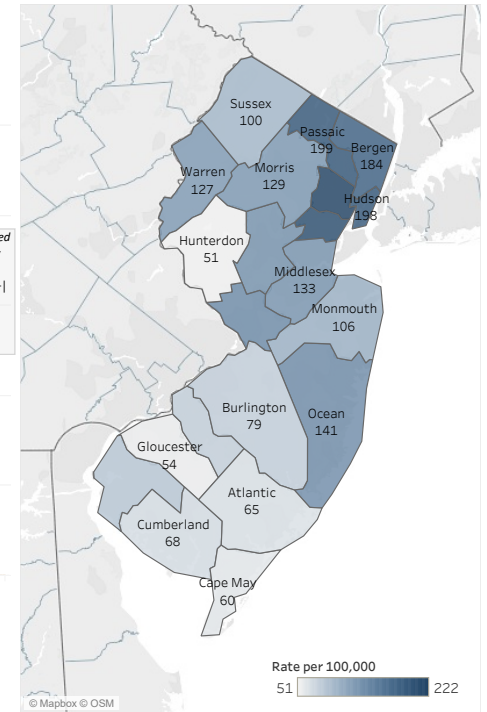 Sussex
100
Passaic
199
Bergen
184
Warren
127
Morris
129
Hudson
198
ed
Hunterdon
51
Middlesex
133
Monmouth
106
Burlington
79
Ocean
141
Gloucester
54
Atlantic
65
Cumberland
68
Cape May
60
Rate per 100,000
51 222
© Mapbox © OSM